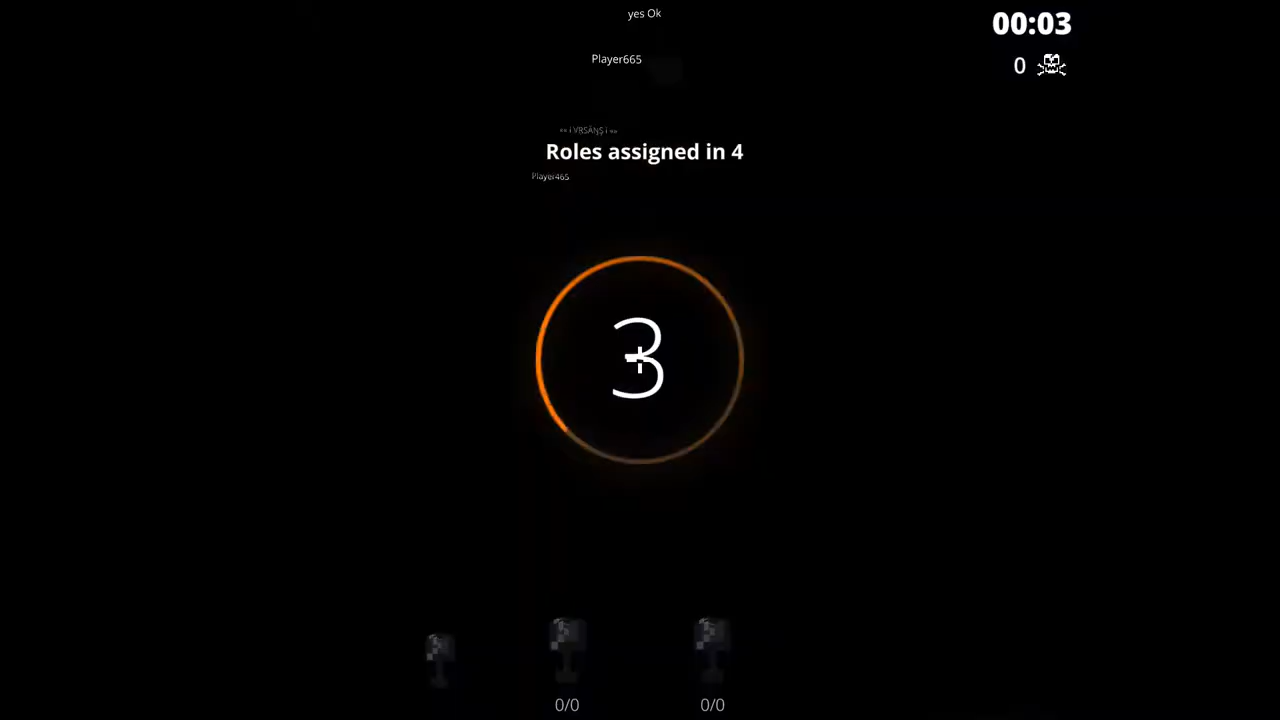 yes Ok
00:03
Player665
0
Roles assigned in 4
Player465
3
0/0
0/0